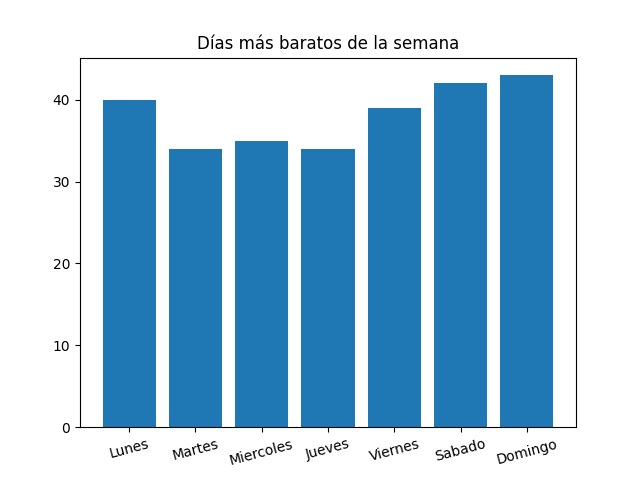 Días más baratos de la semana
40
30
20
10
0
Lunes
Martes
Miercoles
Jueves
Viernes
Sabado
Domingo